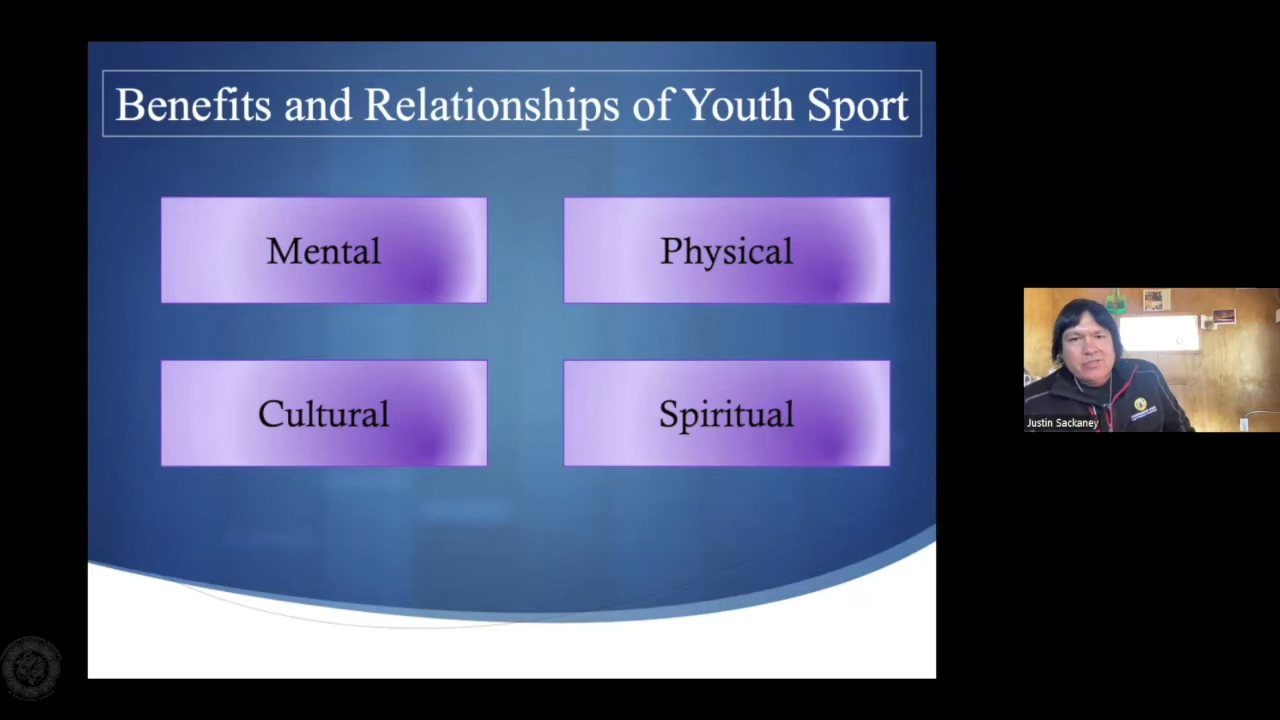 Benefits and Relationships of Youth Sport
Mental
Physical
Cultural
Spiritual
Justin Sackaney